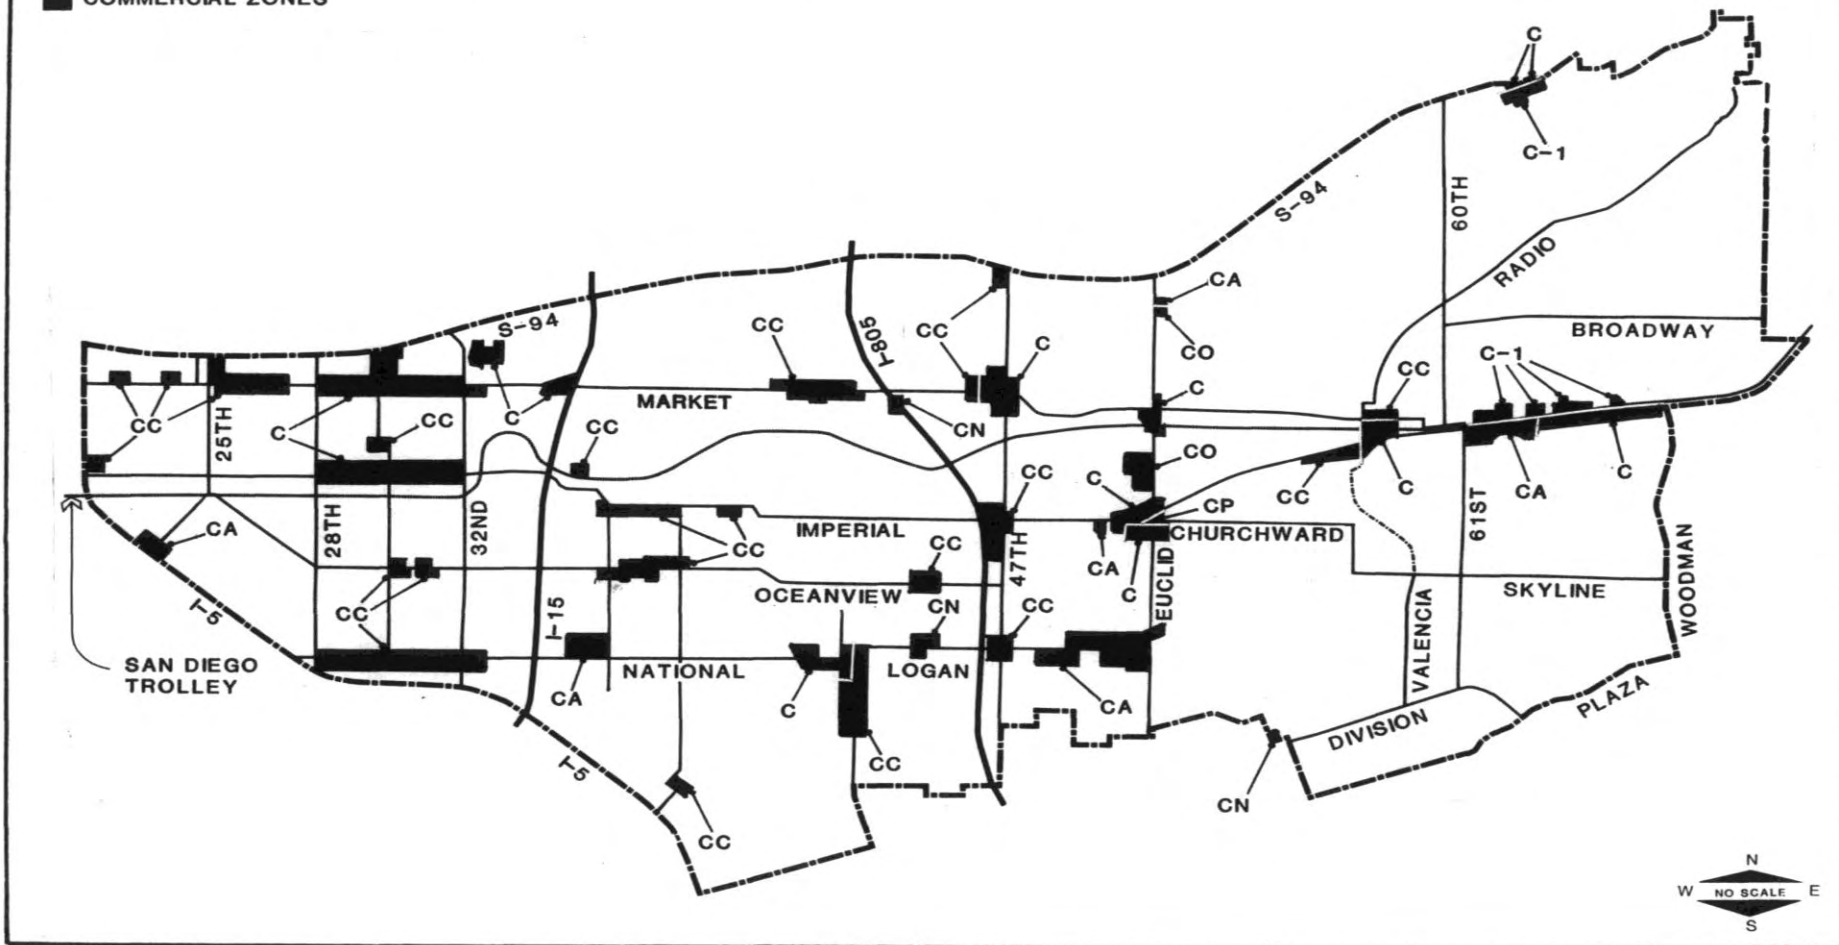 COMMERCIAL ZONES
C
C-1
S-94
60TH
RADIO
CA
CO
BROADWAY
S-94
CC
I-805
CC
C
C-1
CC
C
MARKET
CN
CC
25TH
C
CC
C
CC
CO
CC
C
CC
C
CA
C
CP
CA
28TH
32ND
IMPERIAL
CC
CC
47TH
CHURCHWARD
61ST
CA
C
EUCLID
SKYLINE
WOODMAN
CC
OCEANVIEW
CN
CC
I-5
I-15
VALENCIA
SAN DIEGO
TROLLEY
CA
NATIONAL
C
LOGAN
CA
PLAZA
DIVISION
I-5
CC
CN
CC
N
W NO SCALE E
S